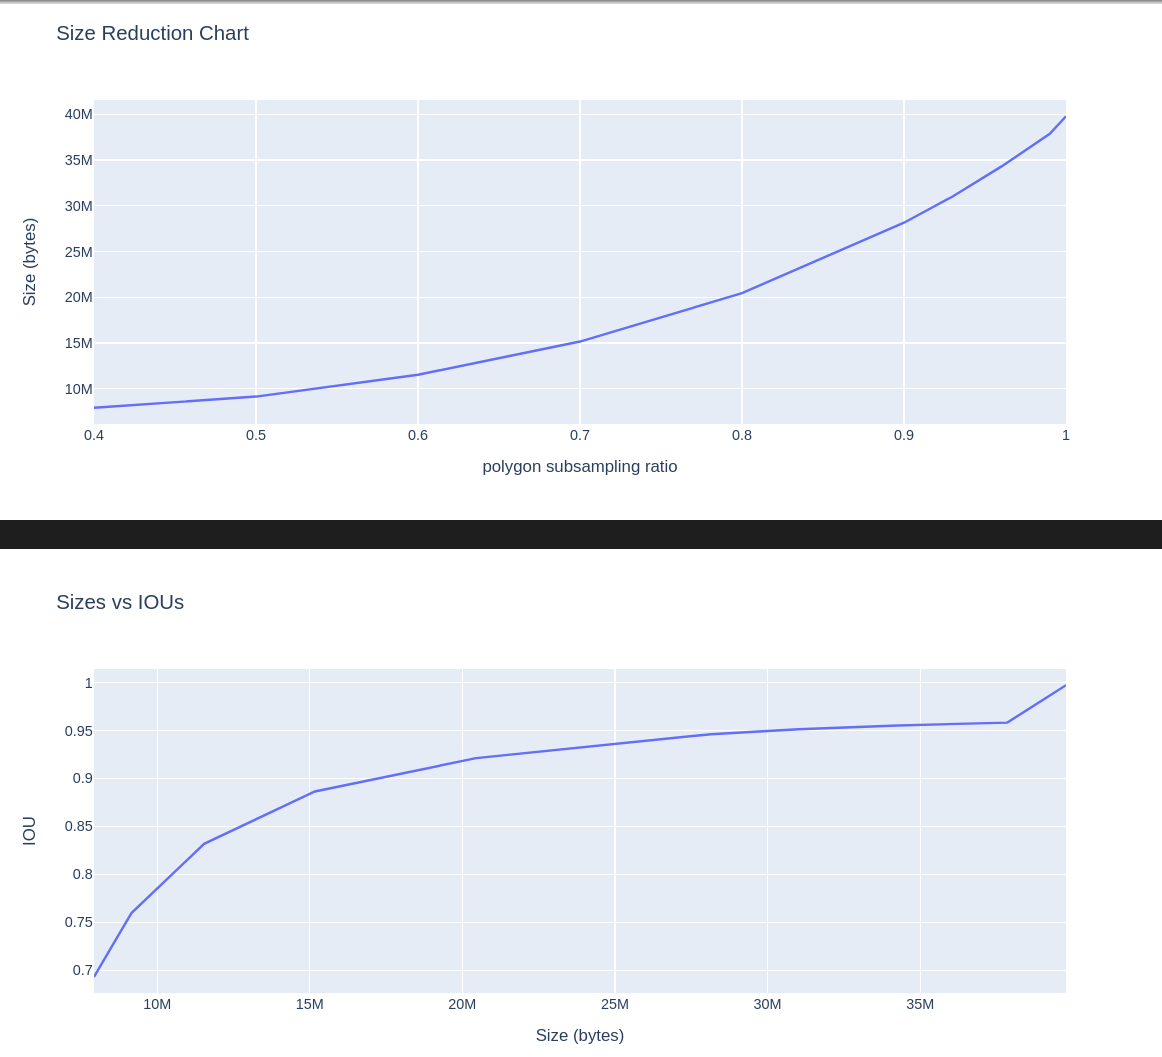 Size Reduction Chart
40M
35M
30M
25M
20M
15M
10M
Size (bytes)
0.4 0.5 0.6 0.7 0.8 0.9 1
polygon subsampling ratio
Sizes vs IOUs
1
0.95
0.9
0.85
0.8
0.75
0.7
IOU
10M 15M 20M 25M 30M 35M
Size (bytes)